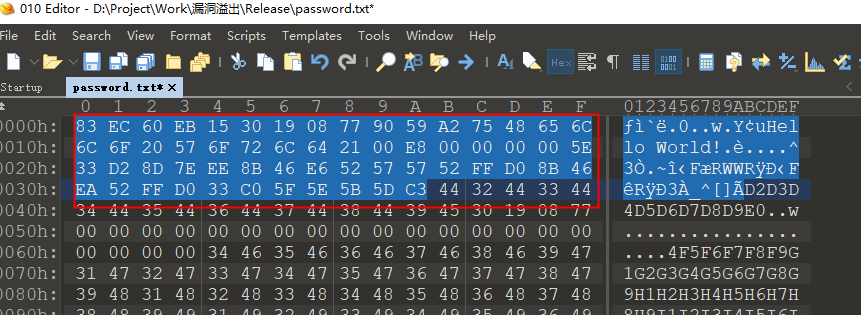 010 Editor - D:\Project\Work\漏洞溢出\Release\password.txt*
File Edit Search View Format Scripts Templates Tools Window Help
Startup password.txt*
0 1 2 3 4 5 6 7 8 9 A B C D E F 0123456789ABCDEF
0000h: 83 EC 60 EB 15 30 19 08 77 90 59 A2 75 48 65 6C ƒì`ë.0..w.Y¢uHel
0010h: 6C 6F 20 57 6F 72 6C 64 21 00 E8 00 00 00 00 5E lo World!.è....^
0020h: 33 D2 8D 7E EE 8B 46 E6 52 57 57 52 FF D0 8B 46 3Ò.~î‹FæRWWRÿÐ‹F
0030h: EA 52 FF D0 33 C0 5F 5E 5B 5D C3 44 32 44 33 44 êRÿÐ3À_^[]ÃD2D3D
0040h: 34 44 35 44 36 44 37 44 38 44 39 45 30 19 08 77 4D5D6D7D8D9E0..w
0050h: 00 00 00 00 00 00 00 00 00 00 00 00 00 00 00 00 ................
0060h: 00 00 00 00 34 46 35 46 36 46 37 46 38 46 39 47 ....4F5F6F7F8F9G
0070h: 31 47 32 47 33 47 34 47 35 47 36 47 37 47 38 47 1G2G3G4G5G6G7G8G
0080h: 39 48 31 48 32 48 33 48 34 48 35 48 36 48 37 48 9H1H2H3H4H5H6H7H